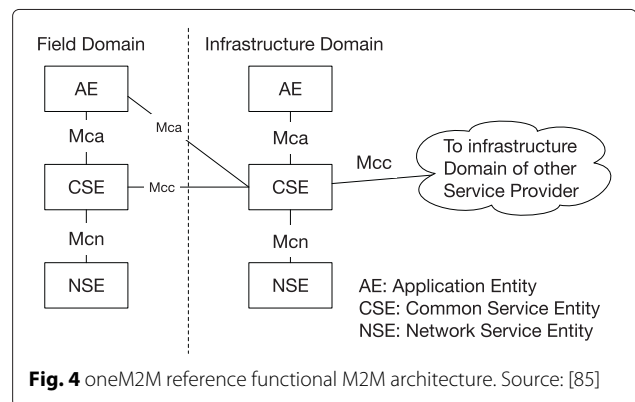 Field Domain
Infrastructure Domain
AE
AE
Mca
Mca
Mca
CSE
Mcc
CSE
Mcc
To infrastructure
Domain of other
Service Provider
Mcn
Mcn
NSE
NSE
AE: Application Entity
CSE: Common Service Entity
NSE: Network Service Entity
Fig. 4 oneM2M reference functional M2M architecture. Source: [85]